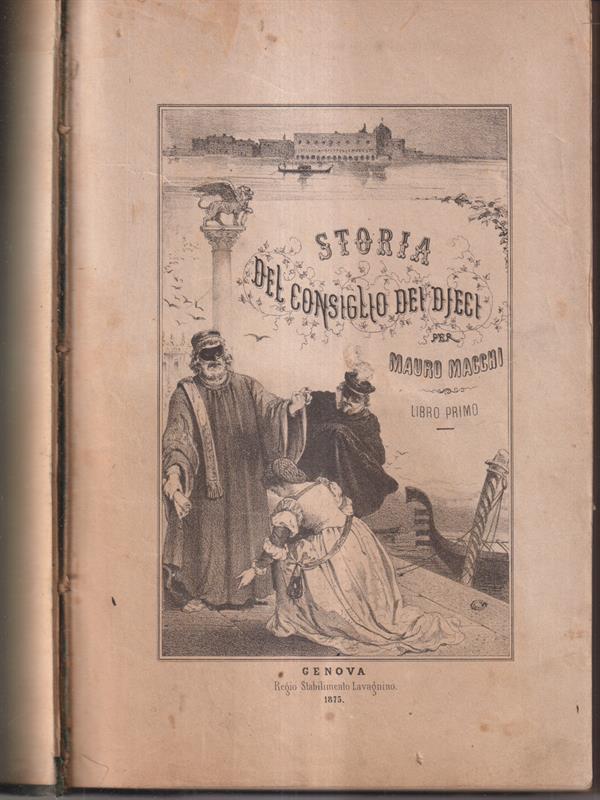 STORIA
DEL CONSIGLIO DEI DIECI
PER
MAURO MACCHI
LIBRO PRIMO
GENOVA
Regio Stabilimento Lavagnino.
1875.